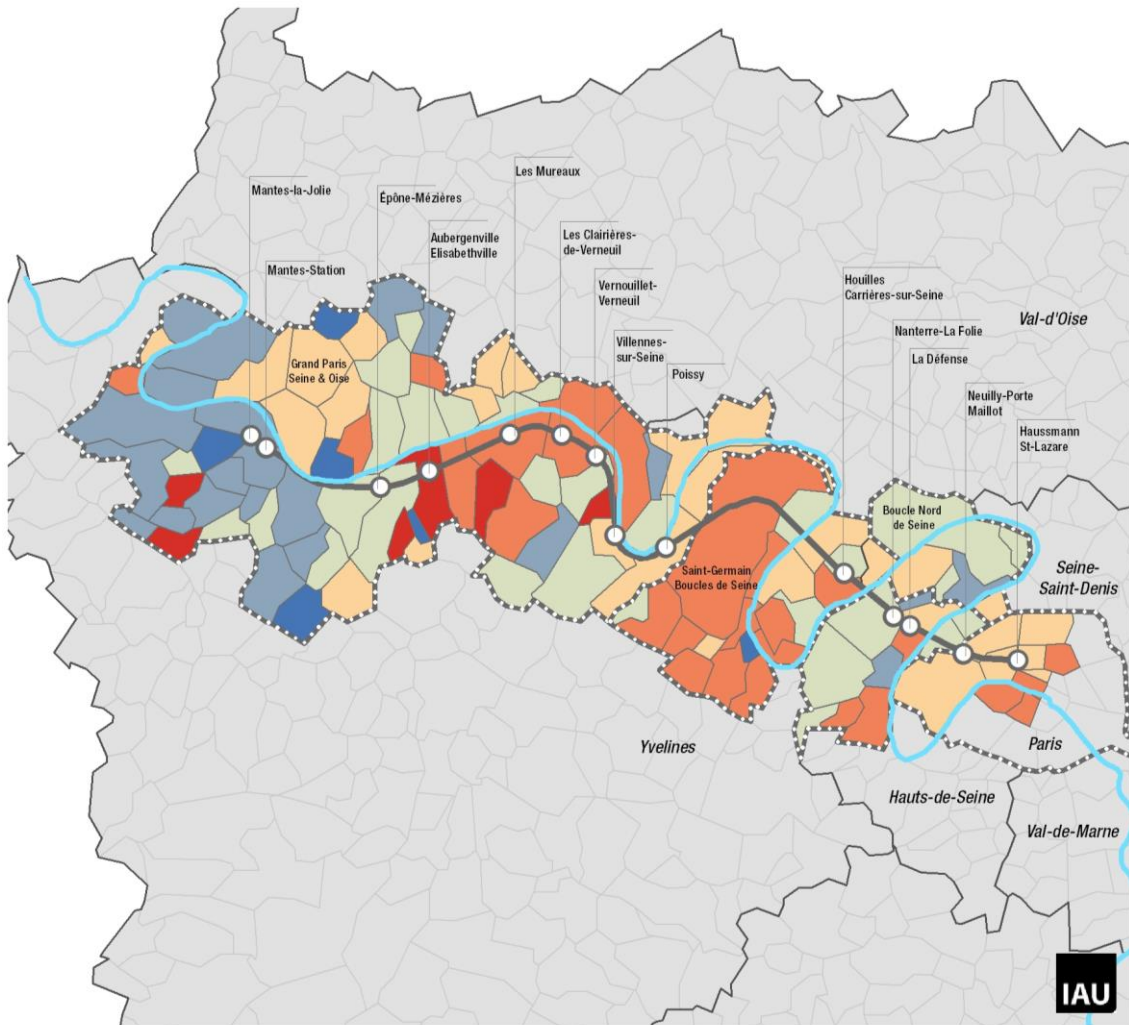 Les Mureaux
Mantes-la-Jolie
Épône-Mézières
Aubergenville
Elisabethville
Les Clairières-
de-Verneuil
Mantes-Station
Vernouillet-
Verneuil
Houilles
Carrières-sur-Seine
Nanterre-La Folie
Val-d'Oise
Villennes-
sur-Seine
La Défense
Grand Paris
Seine & Oise
Poissy
Neuilly-Porte
Maillot
Haussmann
St-Lazare
Boucle Nord
de Seine
Saint-Germain
Boucles de Seine
Seine-
Saint-Denis
Yvelines
Paris
Hauts-de-Seine
Val-de-Marne
IAU